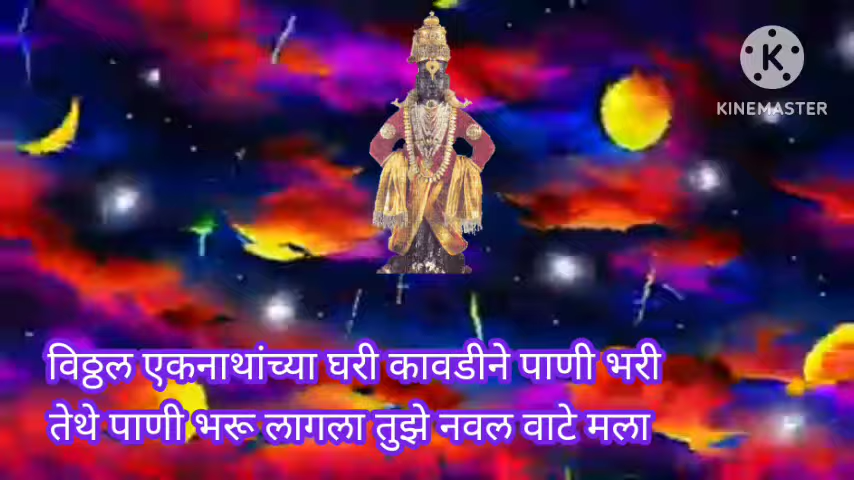 KINEMASTER
विठ्ठल एकनाथांच्या घरी कावडीने पाणी भरी
तेथे पाणी भरू लागला तुझे नवल वाटे मला